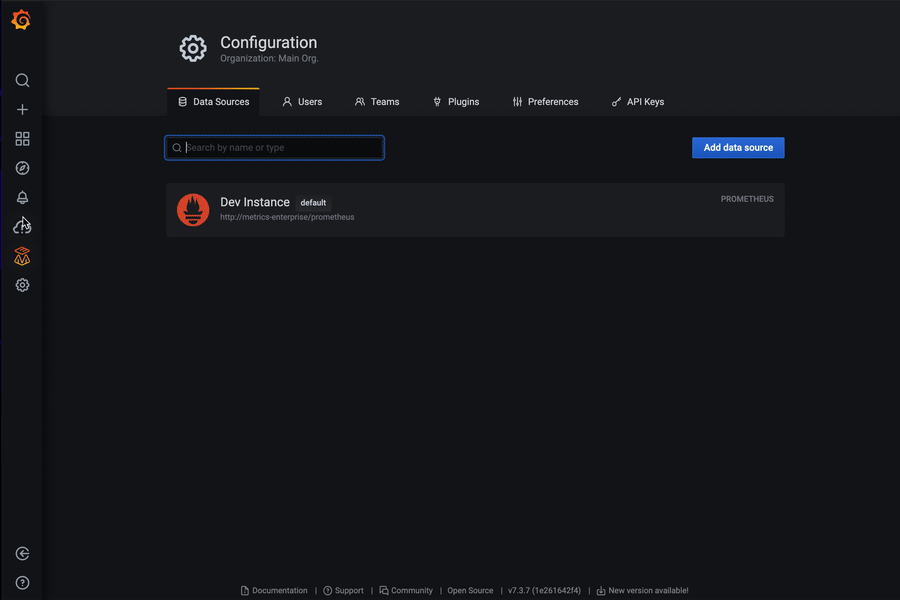 Configuration
Organization: Main Org.
Data Sources
Users
Teams
Plugins
Preferences
API Keys
Search by name or type
Add data source
Dev Instance default
PROMETHEUS
http://metrics-enterprise/prometheus
Documentation | Support | Community | Open Source | v7.3.7 (1e261642f4) | New version available!